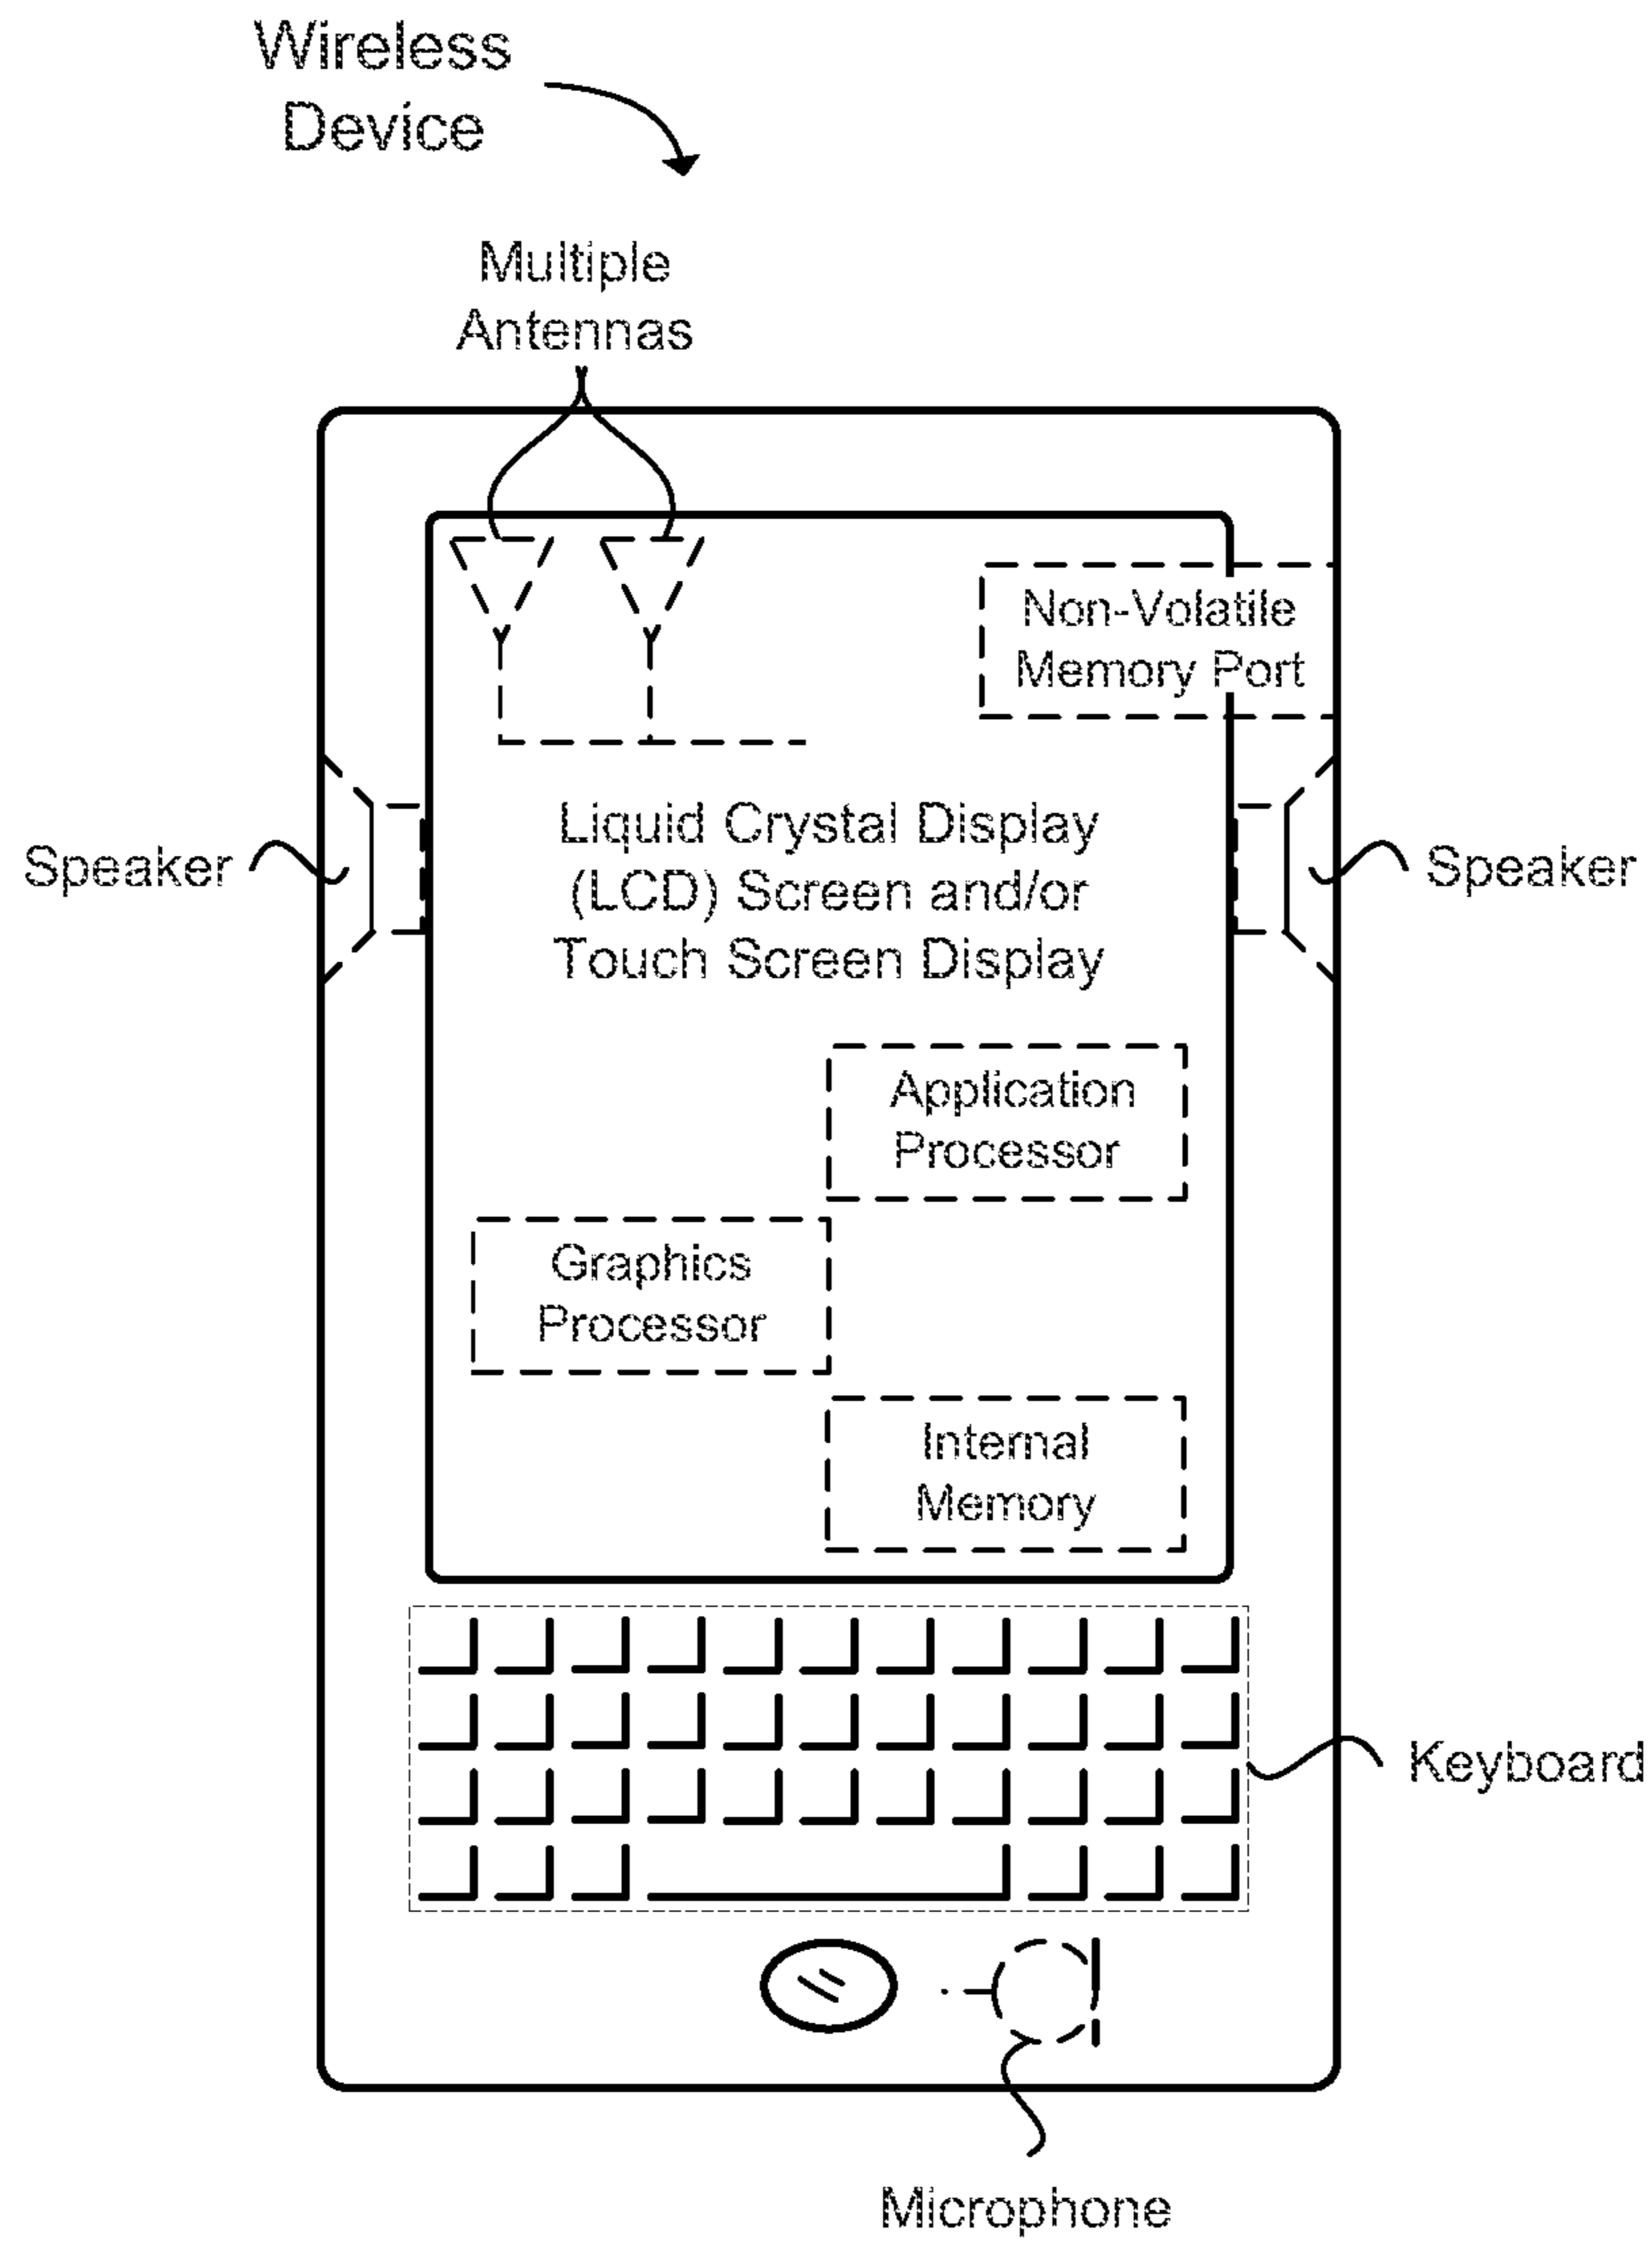 Wireless
Device
Multiple
Antennas
Non-Volatile
Memory Port
Speaker
Liquid Crystal Display
(LCD) Screen and/or
Touch Screen Display
Speaker
Application
Processor
Graphics
Processor
Internal
Memory
Keyboard
Microphone